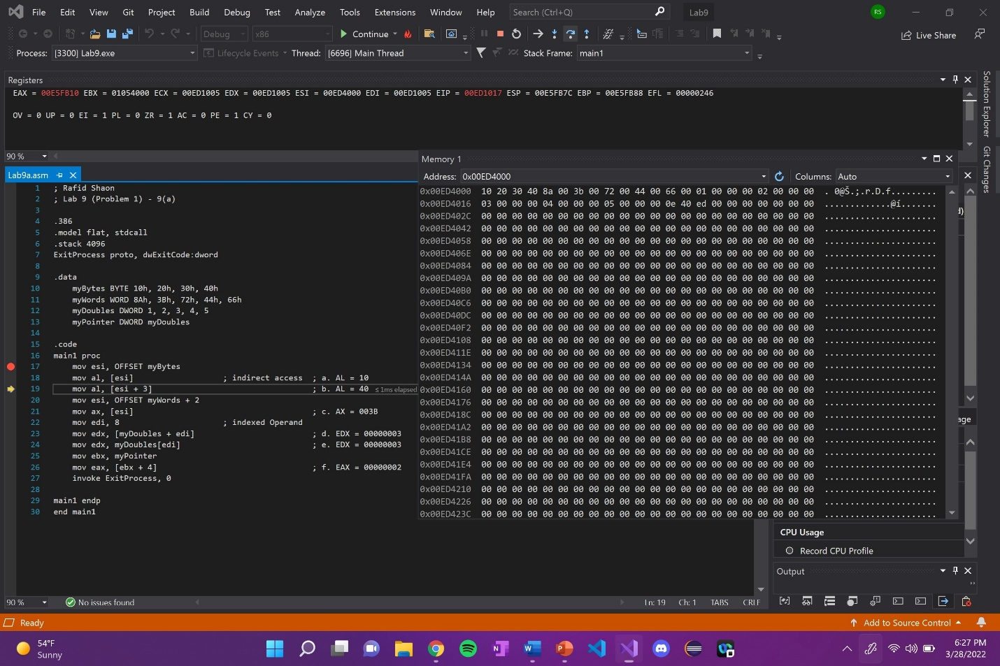 File Edit View Git Project Build Debug Test Analyze Tools Extensions Window Help Search (Ctrl+Q) Lab9 RS
Debug x86 Continue Live Share
Process: [3300] Lab9.exe Lifecycle Events Thread: [6696] Main Thread Stack Frame: main1
Registers
EAX = 00E5FB10 EBX = 01054000 ECX = 00ED1005 EDX = 00ED1005 ESI = 00ED4000 EDI = 00ED1005 EIP = 00ED1017 ESP = 00E5FB7C EBP = 00E5FB88 EFL = 00000246
OV = 0 UP = 0 EI = 1 PL = 0 ZR = 1 AC = 0 PE = 1 CY = 0
90 %
Solution Explorer
Git Changes
Lab9a.asm
1 ; Rafid Shaon
2 ; Lab 9 (Problem 1) - 9(a)
3
4 .386
5 .model flat, stdcall
6 .stack 4096
7 ExitProcess proto, dwExitCode:dword
8
9 .data
10 myBytes BYTE 10h, 20h, 30h, 40h
11 myWords WORD 8Ah, 3Bh, 72h, 44h, 66h
12 myDoubles DWORD 1, 2, 3, 4, 5
13 myPointer DWORD myDoubles
14
15 .code
16 main1 proc
17 mov esi, OFFSET myBytes
18 mov al, [esi] ; indirect access ; a. AL = 10
19 mov al, [esi + 3] ; b. AL = 40 ≤ 1ms elapsed
20 mov esi, OFFSET myWords + 2
21 mov ax, [esi] ; c. AX = 003B
22 mov edi, 8 ; indexed Operand
23 mov edx, [myDoubles + edi] ; d. EDX = 00000003
24 mov edx, myDoubles[edi] ; e. EDX = 00000003
25 mov ebx, myPointer
26 mov eax, [ebx + 4] ; f. EAX = 00000002
27 invoke ExitProcess, 0
28
29 main1 endp
30 end main1
Memory 1
Address: 0x00ED4000 Columns: Auto
0x00ED4000 10 20 30 40 8a 00 3b 00 72 00 44 00 66 00 01 00 00 00 02 00 00 00 . 0@Š.;.r.D.f.........
0x00ED4016 03 00 00 00 04 00 00 00 05 00 00 00 0e 40 ed 00 00 00 00 00 00 00 .............@í.......
0x00ED402C 00 00 00 00 00 00 00 00 00 00 00 00 00 00 00 00 00 00 00 00 00 00 ......................
0x00ED4042 00 00 00 00 00 00 00 00 00 00 00 00 00 00 00 00 00 00 00 00 00 00 ......................
0x00ED4058 00 00 00 00 00 00 00 00 00 00 00 00 00 00 00 00 00 00 00 00 00 00 ......................
0x00ED406E 00 00 00 00 00 00 00 00 00 00 00 00 00 00 00 00 00 00 00 00 00 00 ......................
0x00ED4084 00 00 00 00 00 00 00 00 00 00 00 00 00 00 00 00 00 00 00 00 00 00 ......................
0x00ED409A 00 00 00 00 00 00 00 00 00 00 00 00 00 00 00 00 00 00 00 00 00 00 ......................
0x00ED40B0 00 00 00 00 00 00 00 00 00 00 00 00 00 00 00 00 00 00 00 00 00 00 ......................
0x00ED40C6 00 00 00 00 00 00 00 00 00 00 00 00 00 00 00 00 00 00 00 00 00 00 ......................
0x00ED40DC 00 00 00 00 00 00 00 00 00 00 00 00 00 00 00 00 00 00 00 00 00 00 ......................
0x00ED40F2 00 00 00 00 00 00 00 00 00 00 00 00 00 00 00 00 00 00 00 00 00 00 ......................
0x00ED4108 00 00 00 00 00 00 00 00 00 00 00 00 00 00 00 00 00 00 00 00 00 00 ......................
0x00ED411E 00 00 00 00 00 00 00 00 00 00 00 00 00 00 00 00 00 00 00 00 00 00 ......................
0x00ED4134 00 00 00 00 00 00 00 00 00 00 00 00 00 00 00 00 00 00 00 00 00 00 ......................
0x00ED414A 00 00 00 00 00 00 00 00 00 00 00 00 00 00 00 00 00 00 00 00 00 00 ......................
0x00ED4160 00 00 00 00 00 00 00 00 00 00 00 00 00 00 00 00 00 00 00 00 00 00 ......................
0x00ED4176 00 00 00 00 00 00 00 00 00 00 00 00 00 00 00 00 00 00 00 00 00 00 ......................
0x00ED418C 00 00 00 00 00 00 00 00 00 00 00 00 00 00 00 00 00 00 00 00 00 00 ......................
0x00ED41A2 00 00 00 00 00 00 00 00 00 00 00 00 00 00 00 00 00 00 00 00 00 00 ......................
0x00ED41B8 00 00 00 00 00 00 00 00 00 00 00 00 00 00 00 00 00 00 00 00 00 00 ......................
0x00ED41CE 00 00 00 00 00 00 00 00 00 00 00 00 00 00 00 00 00 00 00 00 00 00 ......................
0x00ED41E4 00 00 00 00 00 00 00 00 00 00 00 00 00 00 00 00 00 00 00 00 00 00 ......................
0x00ED41FA 00 00 00 00 00 00 00 00 00 00 00 00 00 00 00 00 00 00 00 00 00 00 ......................
0x00ED4210 00 00 00 00 00 00 00 00 00 00 00 00 00 00 00 00 00 00 00 00 00 00 ......................
0x00ED4226 00 00 00 00 00 00 00 00 00 00 00 00 00 00 00 00 00 00 00 00 00 00 ......................
0x00ED423C 00 00 00 00 00 00 00 00 00 00 00 00 00 00 00 00 00 00 00 00 00 00 ......................
d)
age
CPU Usage
Record CPU Profile
Output
90 % No issues found Ln: 19 Ch: 1 TABS CRLF
Ready Add to Source Control
54°F
Sunny
6:27 PM
3/28/2022